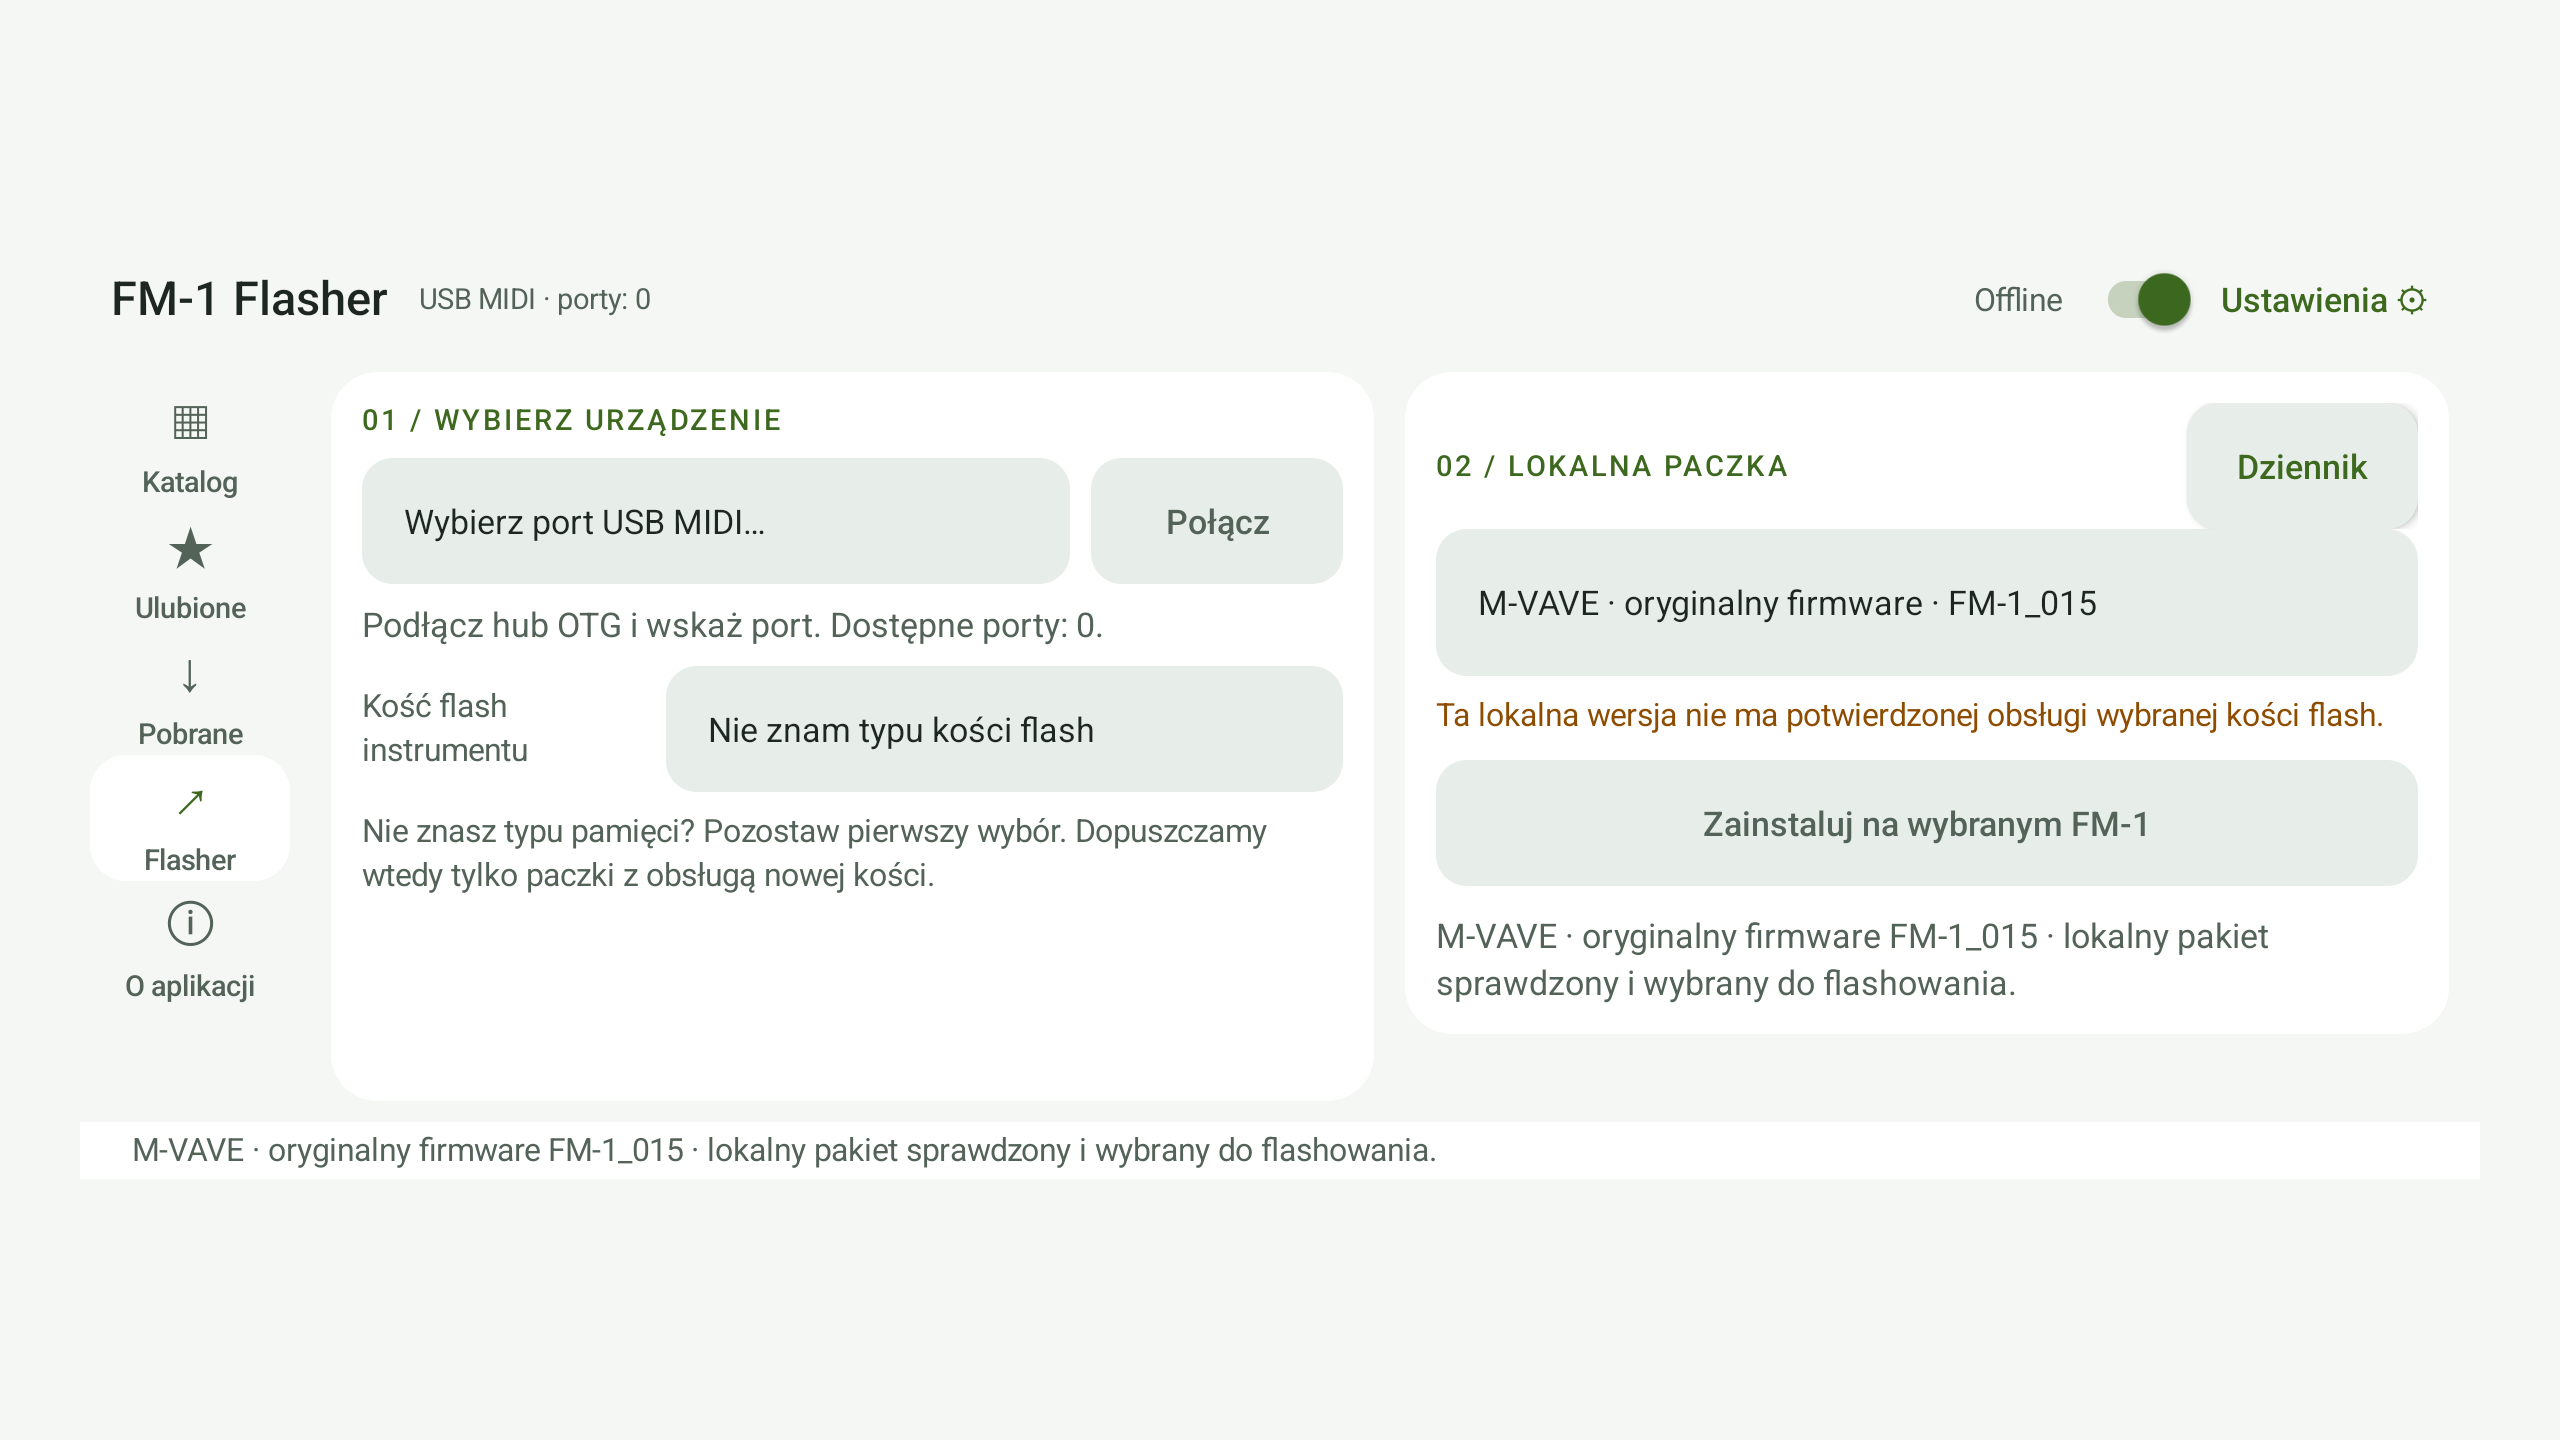 FM-1 Flasher
USB MIDI · porty: 0
Offline
Ustawienia
Katalog
Ulubione
Pobrane
Flasher
O aplikacji
01 / WYBIERZ URZĄDZENIE
Wybierz port USB MIDI...
Połącz
Podłącz hub OTG i wskaż port. Dostępne porty: 0.
Kość flash
instrumentu
Nie znam typu kości flash
Nie znasz typu pamięci? Pozostaw pierwszy wybór. Dopuszczamy
wtedy tylko paczki z obsługą nowej kości.
02 / LOKALNA PACZKA
Dziennik
M-VAVE · oryginalny firmware · FM-1_015
Ta lokalna wersja nie ma potwierdzonej obsługi wybranej kości flash.
Zainstaluj na wybranym FM-1
M-VAVE · oryginalny firmware FM-1_015 · lokalny pakiet
sprawdzony i wybrany do flashowania.
M-VAVE · oryginalny firmware FM-1_015 · lokalny pakiet sprawdzony i wybrany do flashowania.